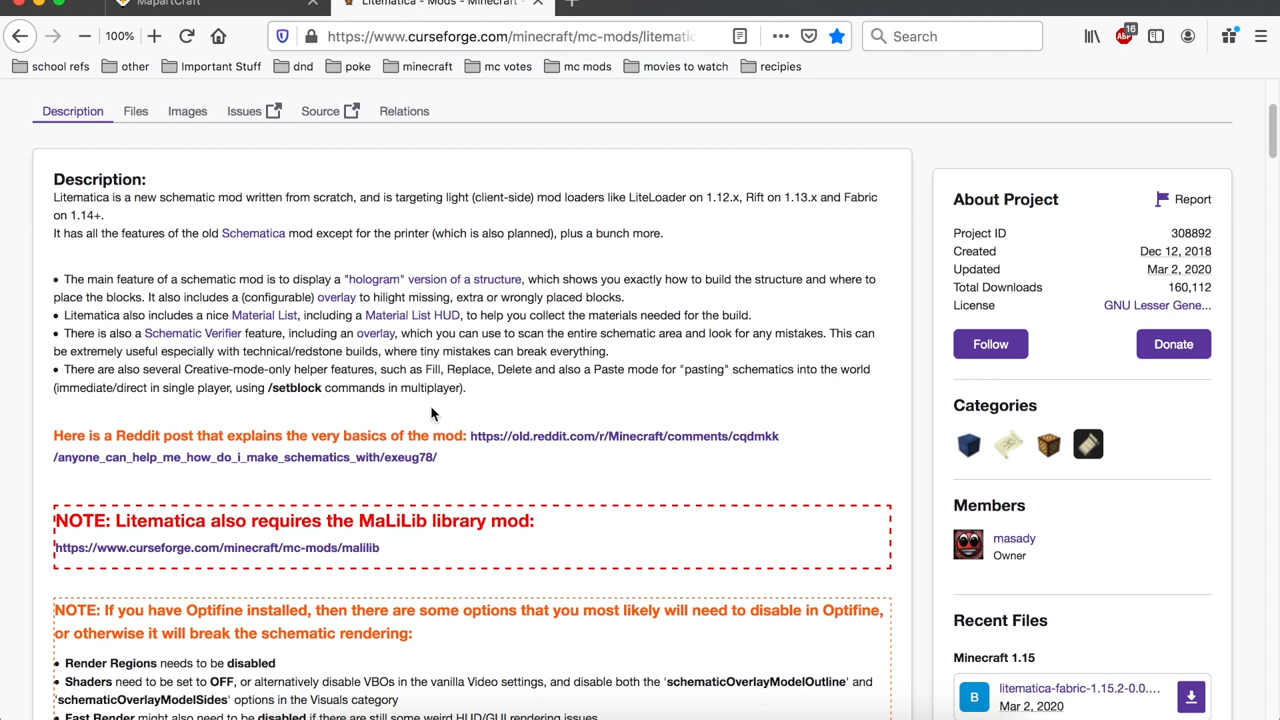 MapartCraft
Litematica - Mods - Minecraft -
100%
https://www.curseforge.com/minecraft/mc-mods/litematic
Search
16
ABP
school refs other Important Stuff dnd poke minecraft mc votes mc mods movies to watch recipies
Description Files Images Issues Source Relations
Description:
Litematica is a new schematic mod written from scratch, and is targeting light (client-side) mod loaders like LiteLoader on 1.12.x, Rift on 1.13.x and Fabric
on 1.14+.
It has all the features of the old Schematica mod except for the printer (which is also planned), plus a bunch more.
• The main feature of a schematic mod is to display a "hologram" version of a structure, which shows you exactly how to build the structure and where to
place the blocks. It also includes a (configurable) overlay to hilight missing, extra or wrongly placed blocks.
• Litematica also includes a nice Material List, including a Material List HUD, to help you collect the materials needed for the build.
• There is also a Schematic Verifier feature, including an overlay, which you can use to scan the entire schematic area and look for any mistakes. This can
be extremely useful especially with technical/redstone builds, where tiny mistakes can break everything.
• There are also several Creative-mode-only helper features, such as Fill, Replace, Delete and also a Paste mode for "pasting" schematics into the world
(immediate/direct in single player, using /setblock commands in multiplayer).
Here is a Reddit post that explains the very basics of the mod: https://old.reddit.com/r/Minecraft/comments/cqdmkk
/anyone_can_help_me_how_do_i_make_schematics_with/exeug78/
NOTE: Litematica also requires the MaLiLib library mod:
https://www.curseforge.com/minecraft/mc-mods/malilib
NOTE: If you have Optifine installed, then there are some options that you most likely will need to disable in Optifine,
or otherwise it will break the schematic rendering:
• Render Regions needs to be disabled
• Shaders need to be set to OFF, or alternatively disable VBOs in the vanilla Video settings, and disable both the 'schematicOverlayModelOutline' and
'schematicOverlayModelSides' options in the Visuals category
• Fast Render might also need to be disabled if there are still some weird HUD/GUI rendering issues
About Project
Report
Project ID 308892
Created Dec 12, 2018
Updated Mar 2, 2020
Total Downloads 160,112
License GNU Lesser Gene...
Follow Donate
Categories
Members
masady
Owner
Recent Files
Minecraft 1.15
B
litematica-fabric-1.15.2-0.0....
Mar 2, 2020